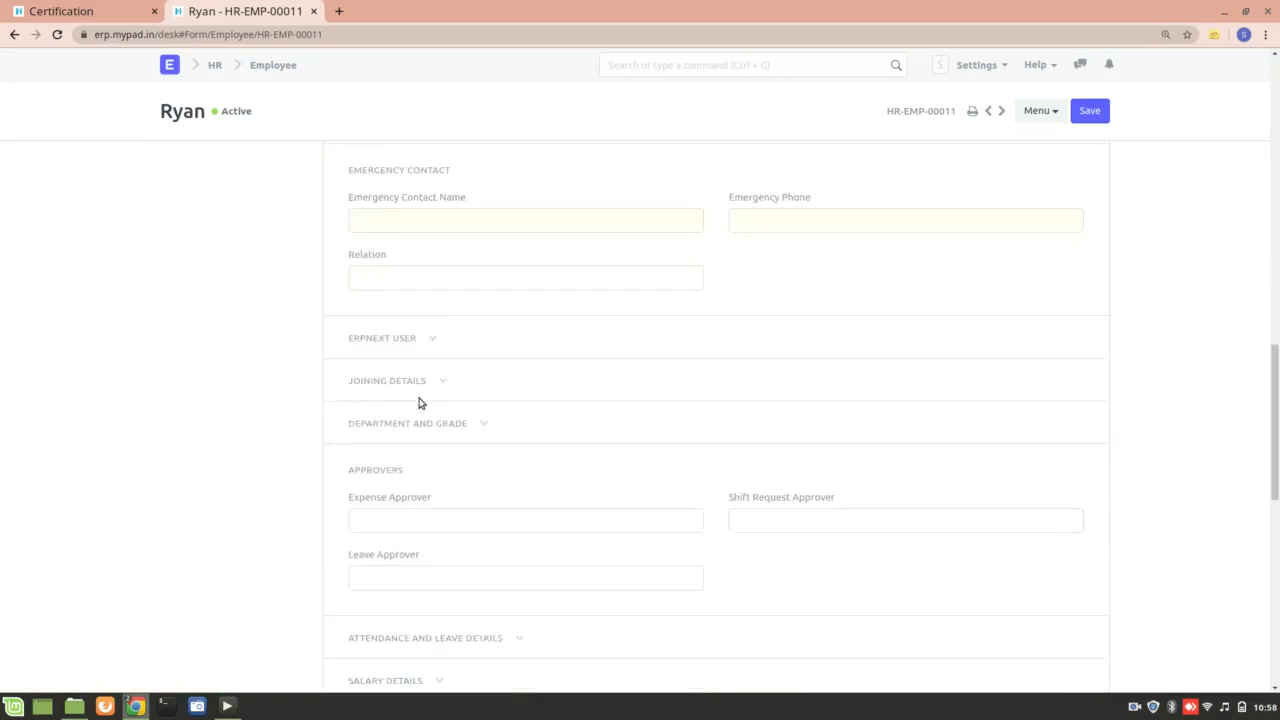 Certification
Ryan - HR-EMP-00011
erp.mypad.in/desk#Form/Employee/HR-EMP-00011
S
E
HR
Employee
Search or type a command (Ctrl + G)
S
Settings
Help
Ryan
Active
HR-EMP-00011
Menu
Save
EMERGENCY CONTACT
Emergency Contact Name
Emergency Phone
Relation
ERPNEXT USER
JOINING DETAILS
DEPARTMENT AND GRADE
APPROVERS
Expense Approver
Shift Request Approver
Leave Approver
ATTENDANCE AND LEAVE DETAILS
SALARY DETAILS
2
10:58